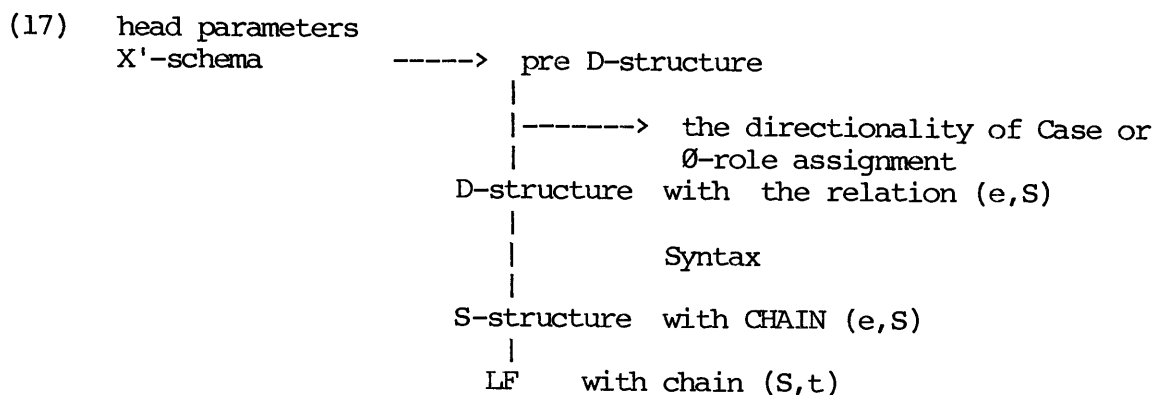 (17) head parameters
X'-schema -----> pre D-structure
|
|-------> the directionality of Case or
| Ø-role assignment
D-structure with the relation (e,S)
|
| Syntax
|
S-structure with CHAIN (e,S)
|
LF with chain (S,t)